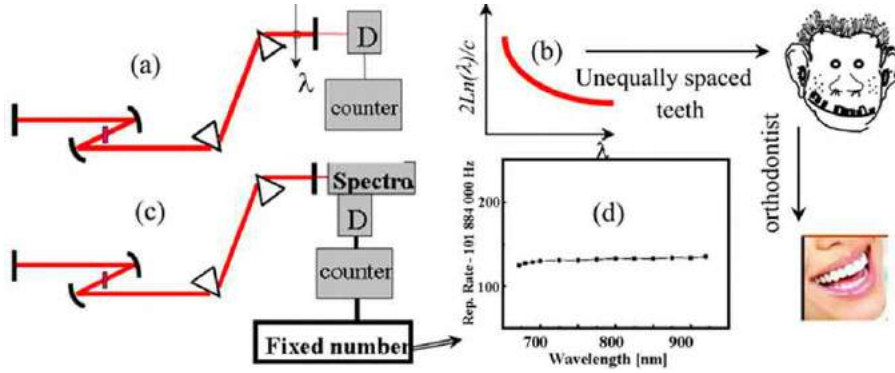 (a)
D
λ
counter
2Ln(λ)/c
(b)
Unequally spaced
teeth
λ
orthodontist
(c)
Spectro
D
counter
Fixed number
(d)
Rep. Rate - 101 884 000 Hz
200
100
700
800
900
Wavelength [nm]